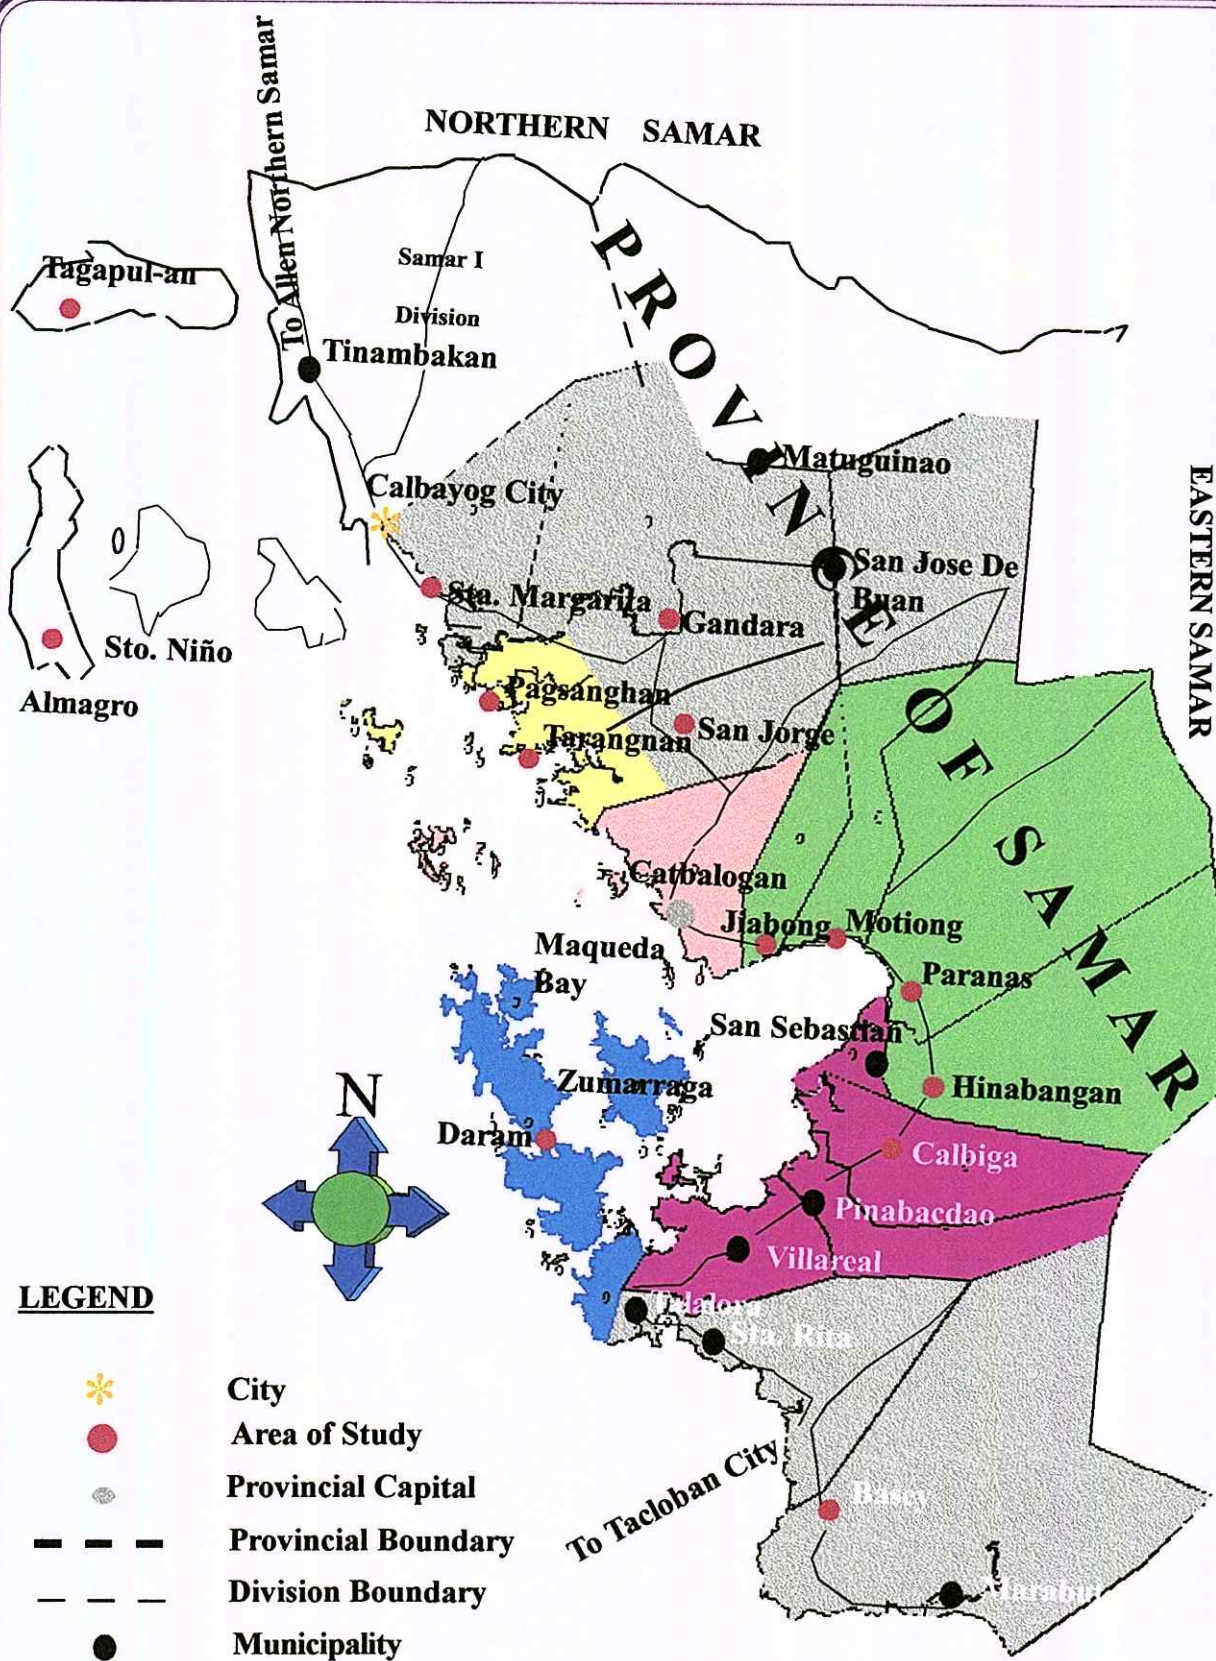 NORTHERN SAMAR
To Allen Northern Samar
PROVINCE OF SAMAR
EASTERN SAMAR
Samar I
Division
Tagapul-an
Tinambakan
Matuguinao
Calbayog City
San Jose De
Buan
Sta. Margarita
Gandara
Sto. Niño
Almagro
Pagsanghan
Tarangnan
San Jorge
Catbalogan
Jiabong
Motiong
Maqueda
Bay
Paranas
San Sebastian
Zumarraga
Hinabangan
N
Daram
Calbiga
Pinabacdao
Villareal
Talalora
Sta. Rita
To Tacloban City
Basey
Marabut
LEGEND
City
Area of Study
Provincial Capital
Provincial Boundary
Division Boundary
Municipality